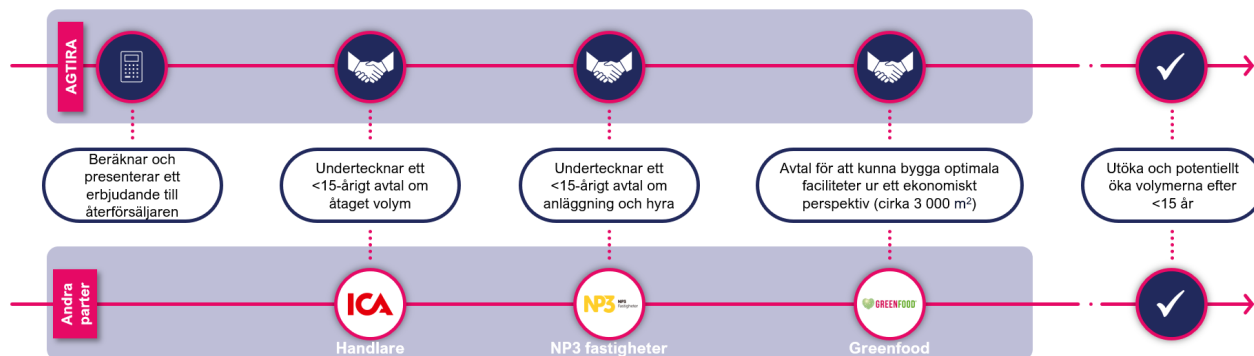 AGTIRA
Beräknar och
presenterar ett
erbjudande till
återförsäljaren
Undertecknar ett
<15-årigt avtal om
åtaget volym
Undertecknar ett
<15-årigt avtal om
anläggning och hyra
Avtal för att kunna bygga optimala
faciliteter ur ett ekonomiskt
perspektiv (cirka 3 000 m²)
Utöka och potentiellt
öka volymerna efter
<15 år
Andra
parter
ICA
NP3
NP3
Fastigheter
GREENFOOD
Handlare
NP3 fastigheter
Greenfood